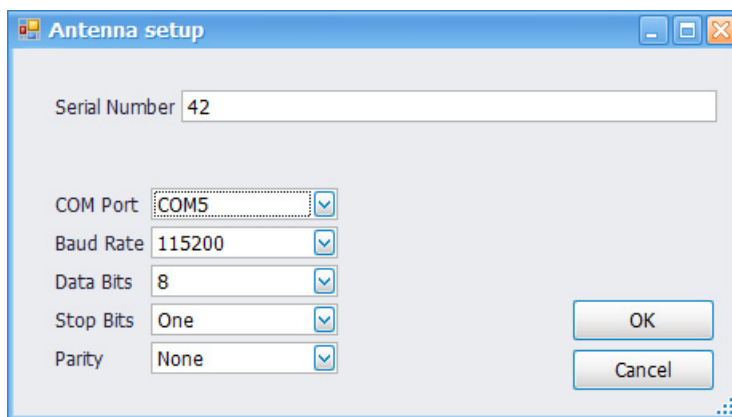 Antenna setup
Serial Number 42
COM Port COM5
Baud Rate 115200
Data Bits 8
Stop Bits One
OK
Parity None
Cancel